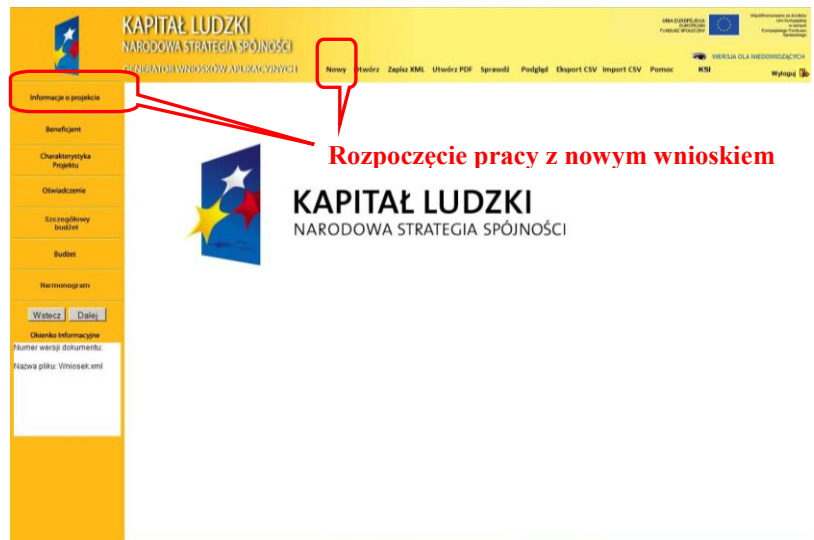 KAPITAŁ LUDZKI
NARODOWA STRATEGIA SPÓJNOŚCI
GENERATOR WNIOSKÓW APLIKACYJNYCH
UNIA EUROPEJSKA
EUROPEJSKI
FUNDUSZ SPOŁECZNY
WERSJA DLA NIEDOWIDZĄCYCH
Nowy Otwórz Zapisz XML Utwórz PDF Sprawdź Podgląd Eksport CSV Import CSV Pomoc KSI
Wyloguj
Informacje o projekcie
Beneficjent
Charakterystyka
Projektu
Oświadczenie
Szczegółowy
budżet
Budżet
Harmonogram
Wstecz Dalej
Okienko Informacyjne
Numer wersji dokumentu:
Nazwa pliku: Wniosek.xml
Rozpoczęcie pracy z nowym wnioskiem
KAPITAŁ LUDZKI
NARODOWA STRATEGIA SPÓJNOŚCI